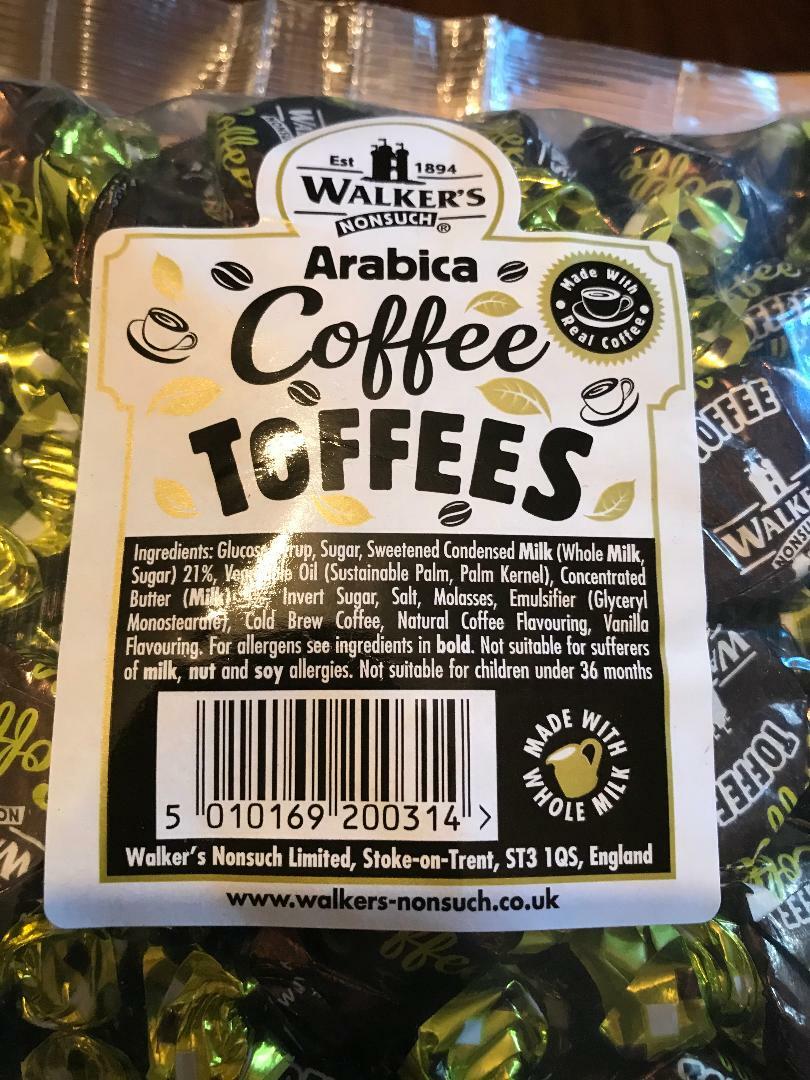 Est 1894
WALKER'S
NONSUCH®
Arabica
Coffee
TOFFEES
Made With
Real Coffee
Ingredients: Glucose Syrup, Sugar, Sweetened Condensed Milk (Whole Milk,
Sugar) 21%, Vegetable Oil (Sustainable Palm, Palm Kernel), Concentrated
Butter (Milk) Invert Sugar, Salt, Molasses, Emulsifier (Glyceryl
Monostearate), Cold Brew Coffee, Natural Coffee Flavouring, Vanilla
Flavouring. For allergens see ingredients in bold. Not suitable for sufferers
of milk, nut and soy allergies. Not suitable for children under 36 months
MADE WITH
WHOLE MILK
5 010169 200314 >
Walker's Nonsuch Limited, Stoke-on-Trent, ST3 1QS, England
www.walkers-nonsuch.co.uk